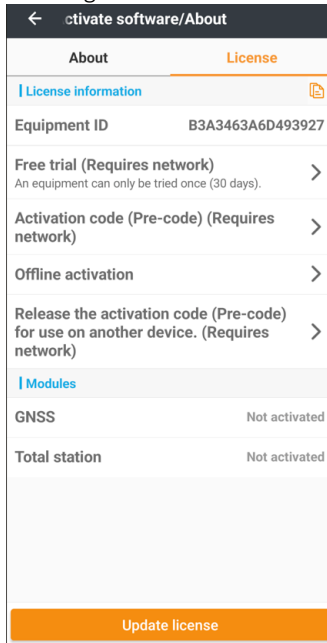 ctivate software/About
About
License
License information
Equipment ID
B3A3463A6D493927
Free trial (Requires network)
An equipment can only be tried once (30 days).
Activation code (Pre-code) (Requires
network)
Offline activation
Release the activation code (Pre-code)
for use on another device. (Requires
network)
Modules
GNSS
Not activated
Total station
Not activated
Update license